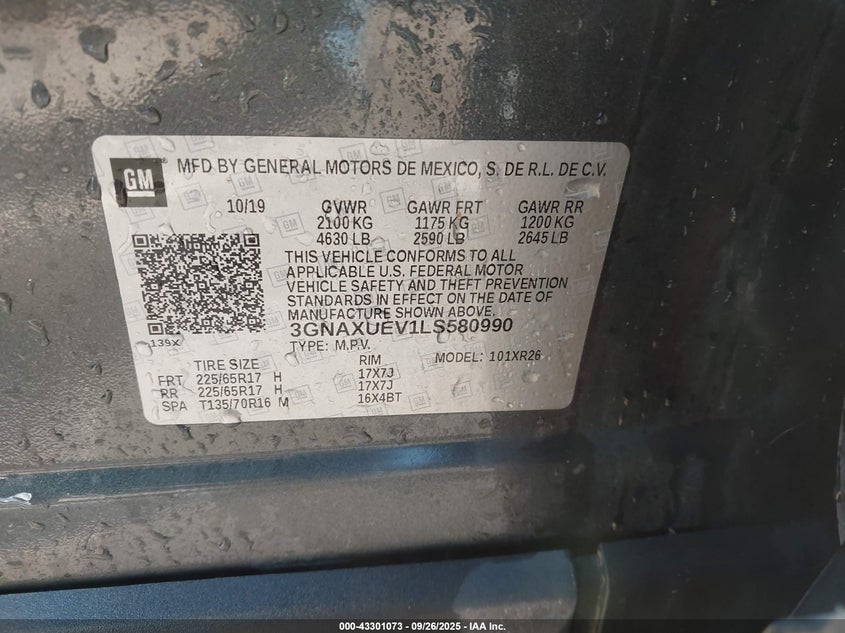 GM
MFD BY GENERAL MOTORS DE MEXICO, S. DE R.L. DE C.V.
10/19 GVWR GAWR FRT GAWR RR
2100 KG 1175 KG 1200 KG
4630 LB 2590 LB 2645 LB
THIS VEHICLE CONFORMS TO ALL
APPLICABLE U.S. FEDERAL MOTOR
VEHICLE SAFETY AND THEFT PREVENTION
STANDARDS IN EFFECT ON THE DATE OF
MANUFACTURE SHOWN ABOVE.
3GNAXUEV1LS580990
139X TYPE: M.P.V. MODEL: 101XR26
TIRE SIZE RIM
FRT 225/65R17 H 17X7J
RR 225/65R17 H 17X7J
SPA T135/70R16 M 16X4BT
000-43301073 - 09/26/2025 - IAA Inc.